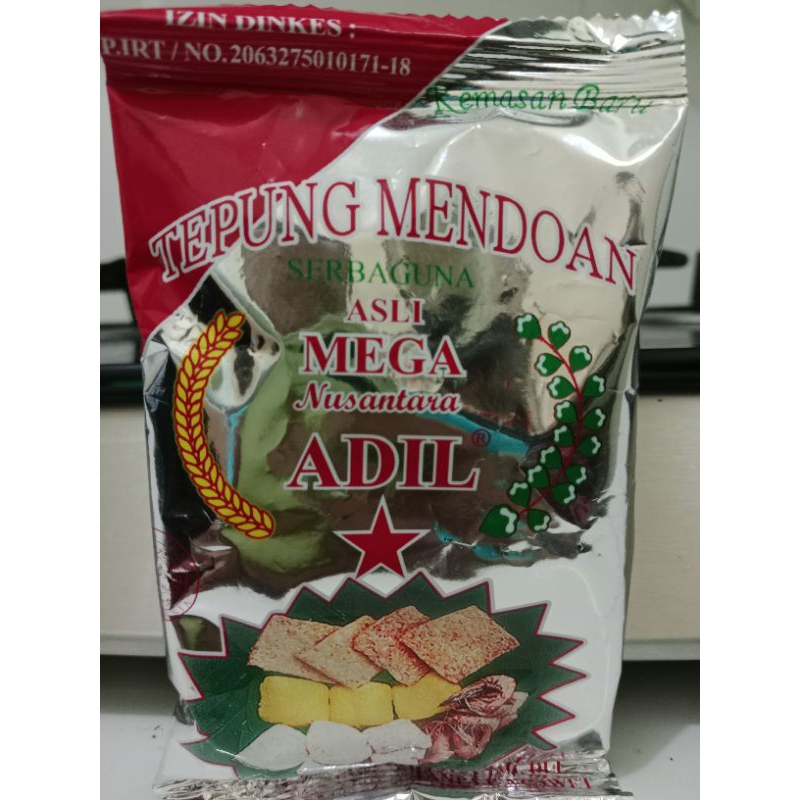 IZIN DINKES :
P.IRT / NO.2063275010171-18
Kemasan Baru
TEPUNG MENDOAN
SERBAGUNA
ASLI
MEGA
Nusantara
ADIL®